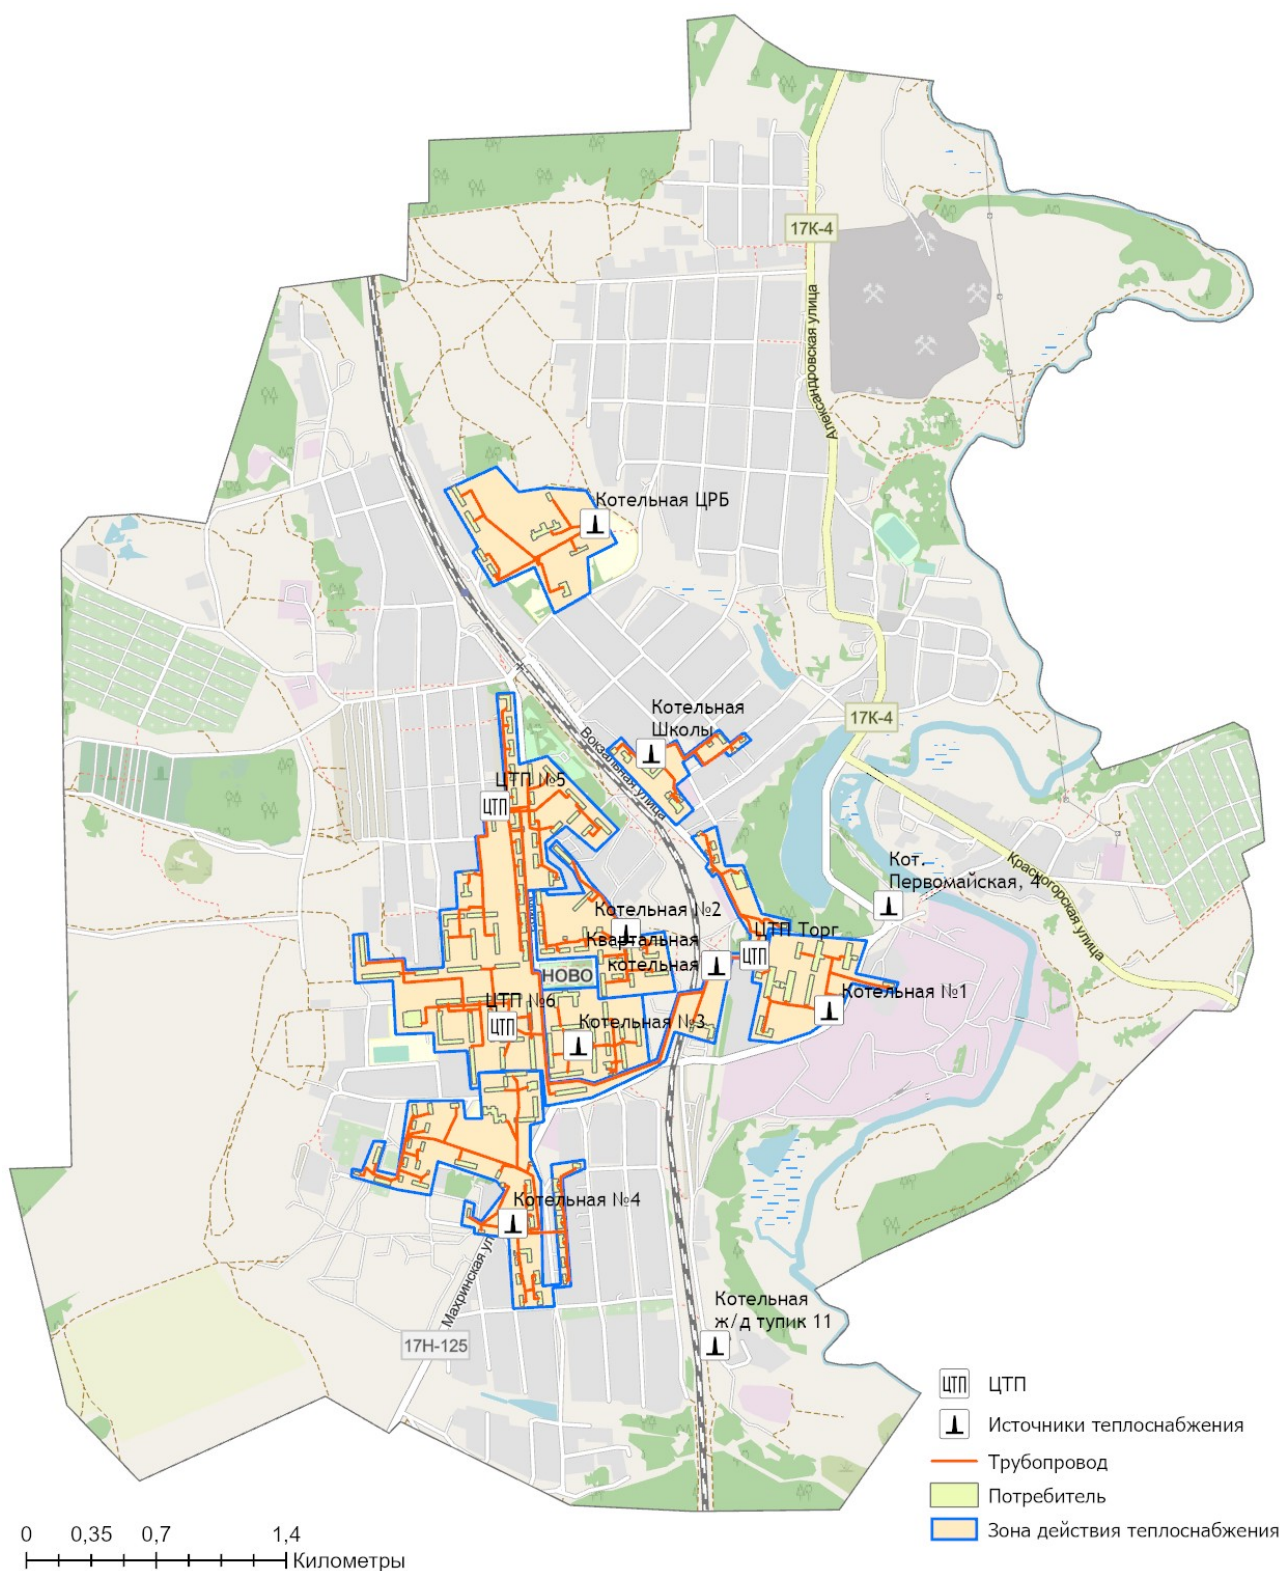 17К-4
Александровская улица
Котельная ЦРБ
Котельная
Школы
17К-4
Вокзальная улица
ЦТП №5
ЦТП
Кот.
Первомайская, 4
Красногорская улица
Котельная №2
ЦТП Торг
Квартальная
котельная
ЦТП
НОВО
Котельная №1
ЦТП №6
ЦТП
Котельная №3
Котельная №4
Махринская ул
Котельная
ж/д тупик 11
17Н-125
ЦТП ЦТП
Источники теплоснабжения
Трубопровод
Потребитель
Зона действия теплоснабжения
0 0,35 0,7 1,4
Километры